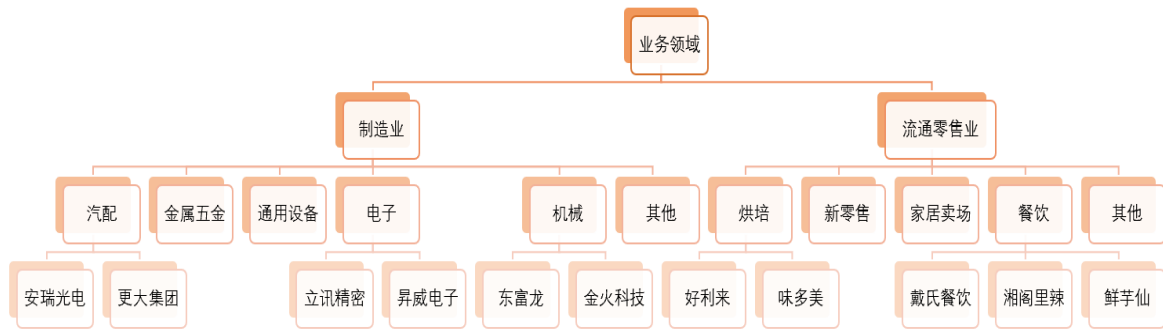 业务领域
制造业
流通零售业
汽配
金属五金
通用设备
电子
机械
其他
烘培
新零售
家居卖场
餐饮
其他
安瑞光电
更大集团
立讯精密
昇威电子
东富龙
金火科技
好利来
味多美
戴氏餐饮
湘阁里辣
鲜芋仙